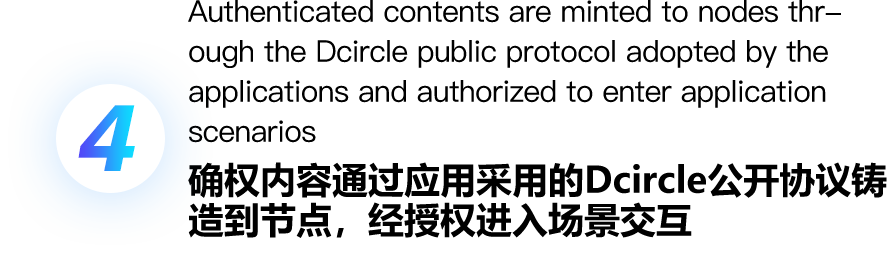 Authenticated contents are minted to nodes thr-
ough the Dcircle public protocol adopted by the
applications and authorized to enter application
scenarios
4
确权内容通过应用采用的Dcircle公开协议铸
造到节点，经授权进入场景交互